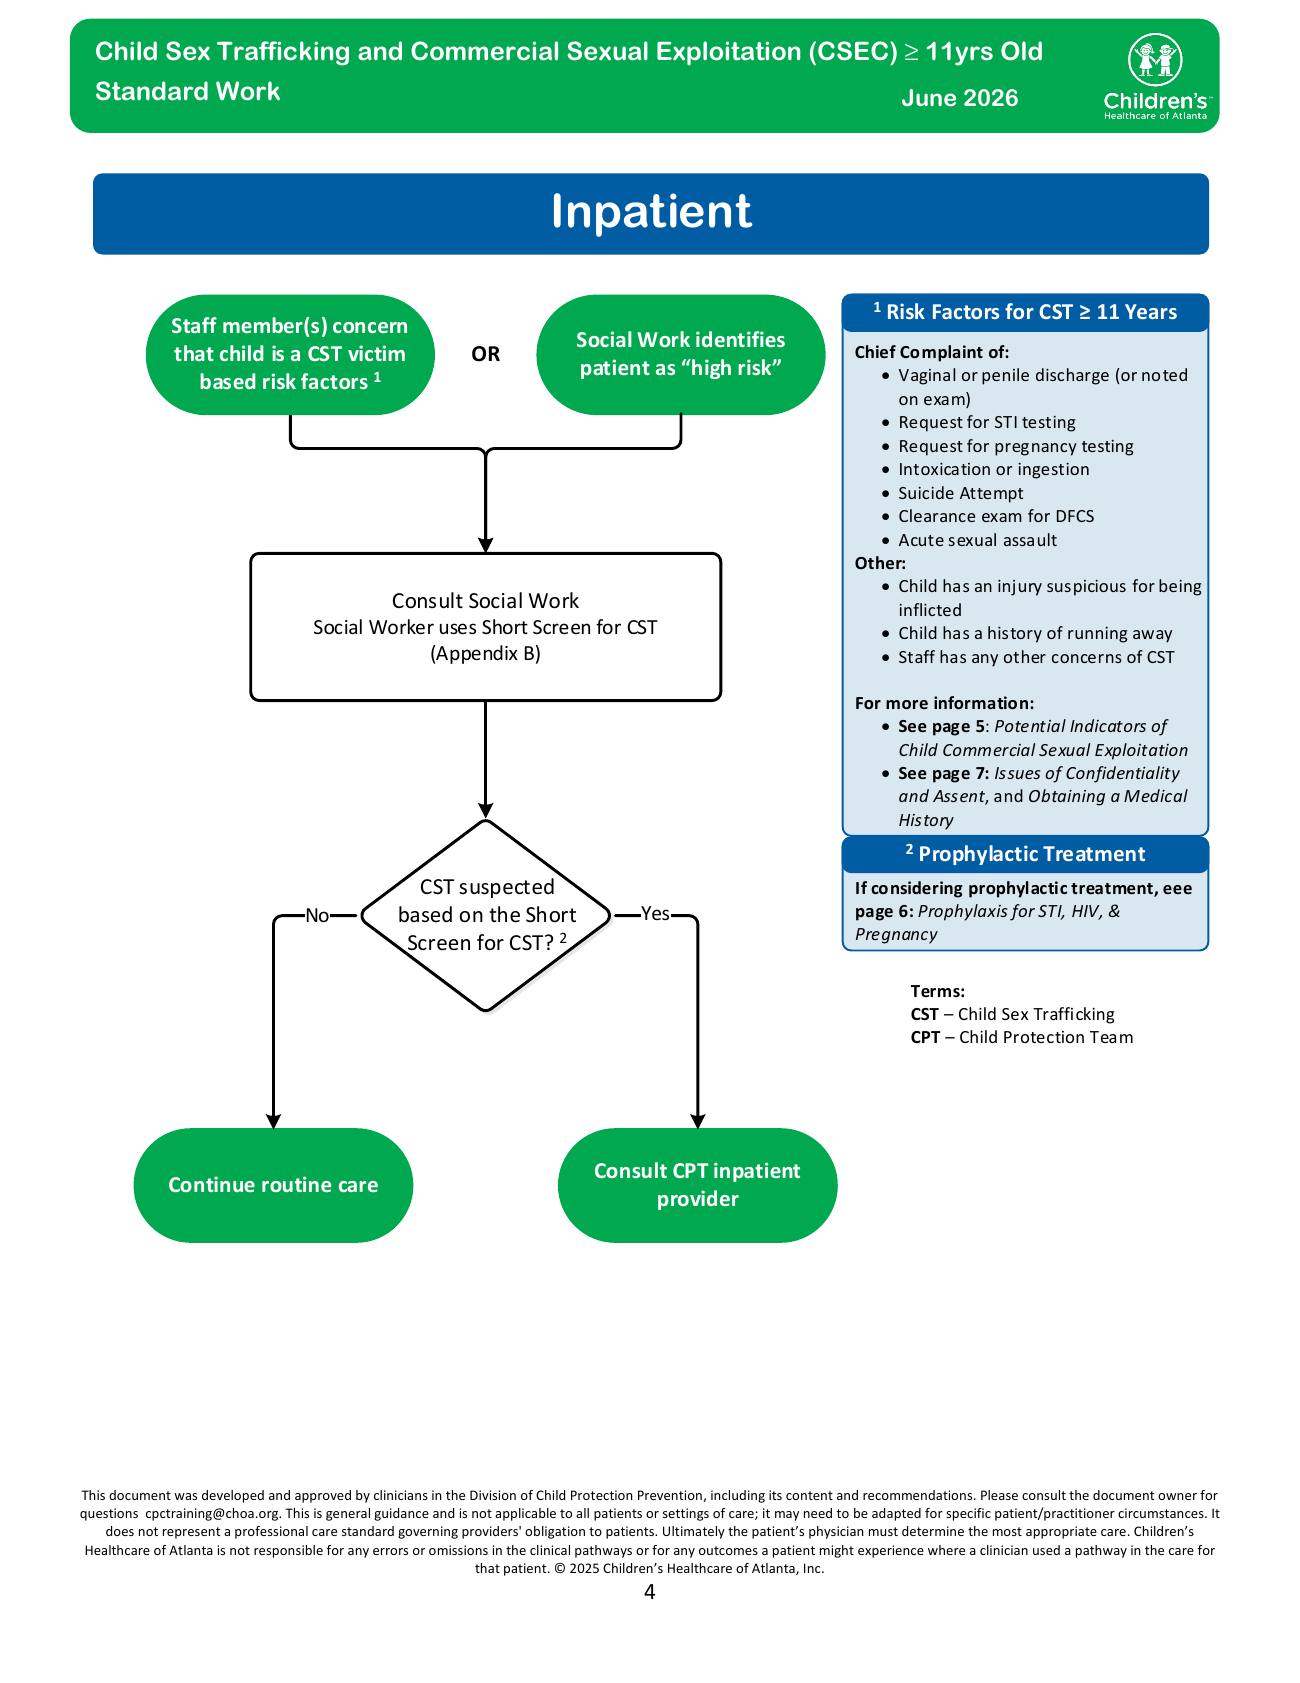 Child Sex Trafficking and Commercial Sexual Exploitation (CSEC) ≥ 11yrs Old
Standard Work
June 2026
Children's
Healthcare of Atlanta
Inpatient
Staff member(s) concern
that child is a CST victim
based risk factors 1
OR
Social Work identifies
patient as “high risk”
Consult Social Work
Social Worker uses Short Screen for CST
(Appendix B)
CST suspected
based on the Short
Screen for CST? 2
No
Yes
Continue routine care
Consult CPT inpatient
provider
1 Risk Factors for CST ≥ 11 Years
Chief Complaint of:
• Vaginal or penile discharge (or noted
on exam)
• Request for STI testing
• Request for pregnancy testing
• Intoxication or ingestion
• Suicide Attempt
• Clearance exam for DFCS
• Acute sexual assault
Other:
• Child has an injury suspicious for being
inflicted
• Child has a history of running away
• Staff has any other concerns of CST
For more information:
• See page 5: Potential Indicators of
Child Commercial Sexual Exploitation
• See page 7: Issues of Confidentiality
and Assent, and Obtaining a Medical
History
2 Prophylactic Treatment
If considering prophylactic treatment, eee
page 6: Prophylaxis for STI, HIV, &
Pregnancy
Terms:
CST – Child Sex Trafficking
CPT – Child Protection Team
This document was developed and approved by clinicians in the Division of Child Protection Prevention, including its content and recommendations. Please consult the document owner for
questions cpctraining@choa.org. This is general guidance and is not applicable to all patients or settings of care; it may need to be adapted for specific patient/practitioner circumstances. It
does not represent a professional care standard governing providers' obligation to patients. Ultimately the patient’s physician must determine the most appropriate care. Children’s
Healthcare of Atlanta is not responsible for any errors or omissions in the clinical pathways or for any outcomes a patient might experience where a clinician used a pathway in the care for
that patient. © 2025 Children’s Healthcare of Atlanta, Inc.
4